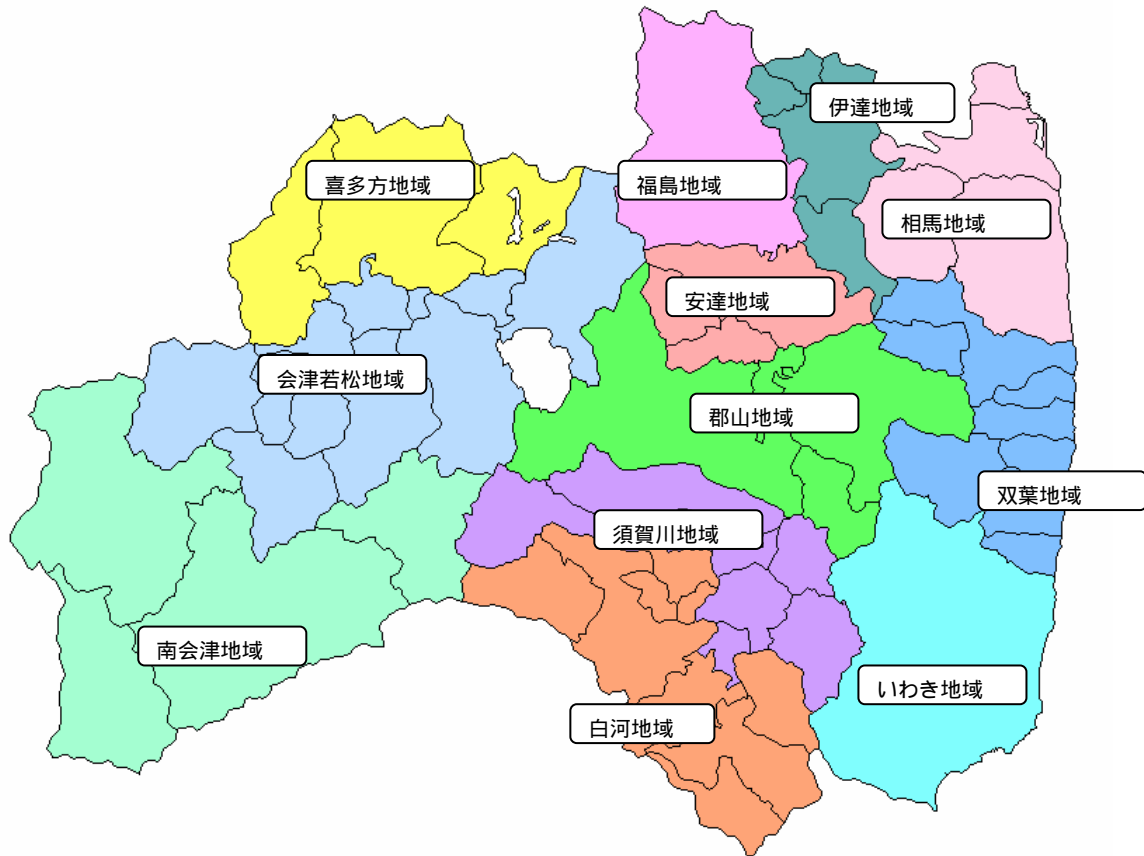 伊達地域
喜多方地域
福島地域
相馬地域
安達地域
会津若松地域
郡山地域
双葉地域
須賀川地域
南会津地域
いわき地域
白河地域